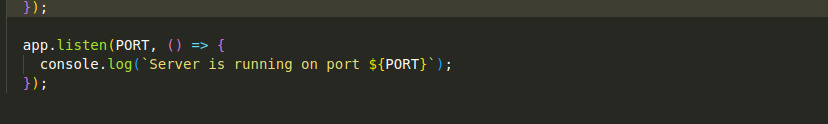 });
app.listen(PORT, () => {
  console.log(`Server is running on port ${PORT}`);
});